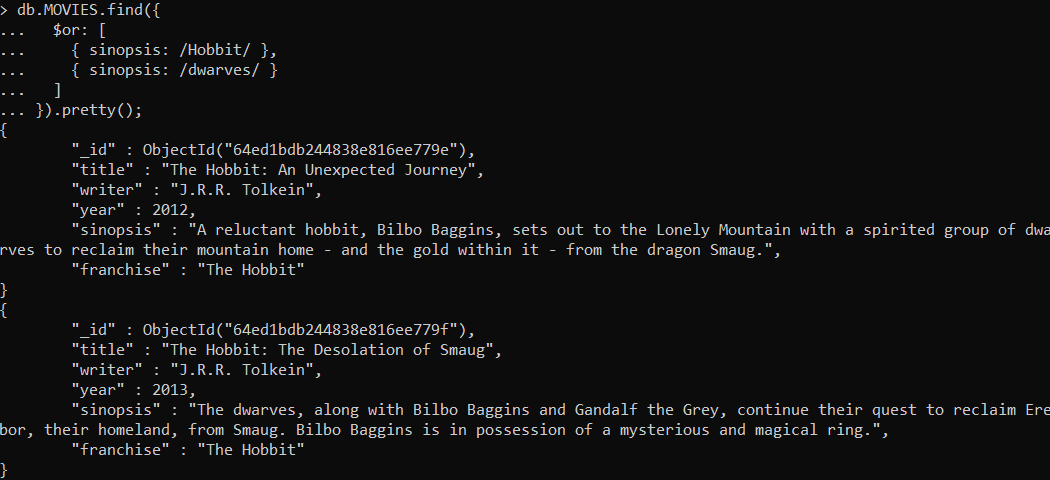 > db.MOVIES.find({
...   $or: [
...     { sinopsis: /Hobbit/ },
...     { sinopsis: /dwarves/ }
...   ]
... }).pretty();
{
        "_id" : ObjectId("64ed1bdb244838e816ee779e"),
        "title" : "The Hobbit: An Unexpected Journey",
        "writer" : "J.R.R. Tolkein",
        "year" : 2012,
        "sinopsis" : "A reluctant hobbit, Bilbo Baggins, sets out to the Lonely Mountain with a spirited group of dwa
rves to reclaim their mountain home - and the gold within it - from the dragon Smaug.",
        "franchise" : "The Hobbit"
}
{
        "_id" : ObjectId("64ed1bdb244838e816ee779f"),
        "title" : "The Hobbit: The Desolation of Smaug",
        "writer" : "J.R.R. Tolkein",
        "year" : 2013,
        "sinopsis" : "The dwarves, along with Bilbo Baggins and Gandalf the Grey, continue their quest to reclaim Ere
bor, their homeland, from Smaug. Bilbo Baggins is in possession of a mysterious and magical ring.",
        "franchise" : "The Hobbit"
}